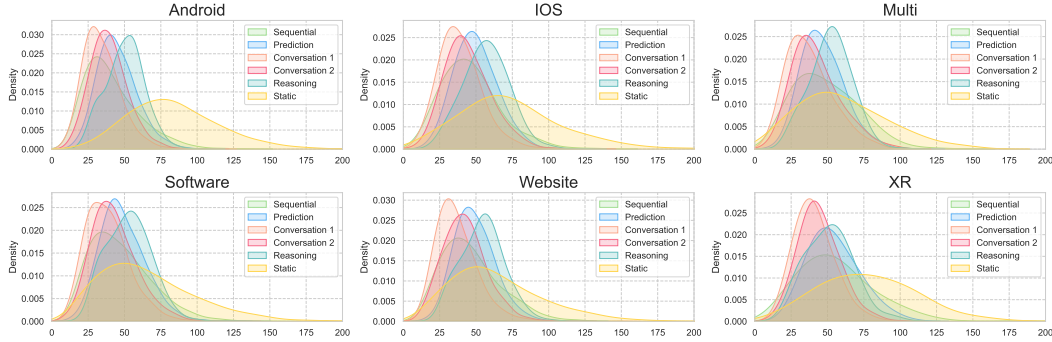 Android
Density
0.030
0.025
0.020
0.015
0.010
0.005
0.000
0 25 50 75 100 125 150 175 200
Sequential
Prediction
Conversation 1
Conversation 2
Reasoning
Static
IOS
Density
0.025
0.020
0.015
0.010
0.005
0.000
0 25 50 75 100 125 150 175 200
Sequential
Prediction
Conversation 1
Conversation 2
Reasoning
Static
Multi
Density
0.025
0.020
0.015
0.010
0.005
0.000
0 25 50 75 100 125 150 175 200
Sequential
Prediction
Conversation 1
Conversation 2
Reasoning
Static
Software
Density
0.025
0.020
0.015
0.010
0.005
0.000
0 25 50 75 100 125 150 175 200
Sequential
Prediction
Conversation 1
Conversation 2
Reasoning
Static
Website
Density
0.030
0.025
0.020
0.015
0.010
0.005
0.000
0 25 50 75 100 125 150 175 200
Sequential
Prediction
Conversation 1
Conversation 2
Reasoning
Static
XR
Density
0.025
0.020
0.015
0.010
0.005
0.000
0 25 50 75 100 125 150 175 200
Sequential
Prediction
Conversation 1
Conversation 2
Reasoning
Static